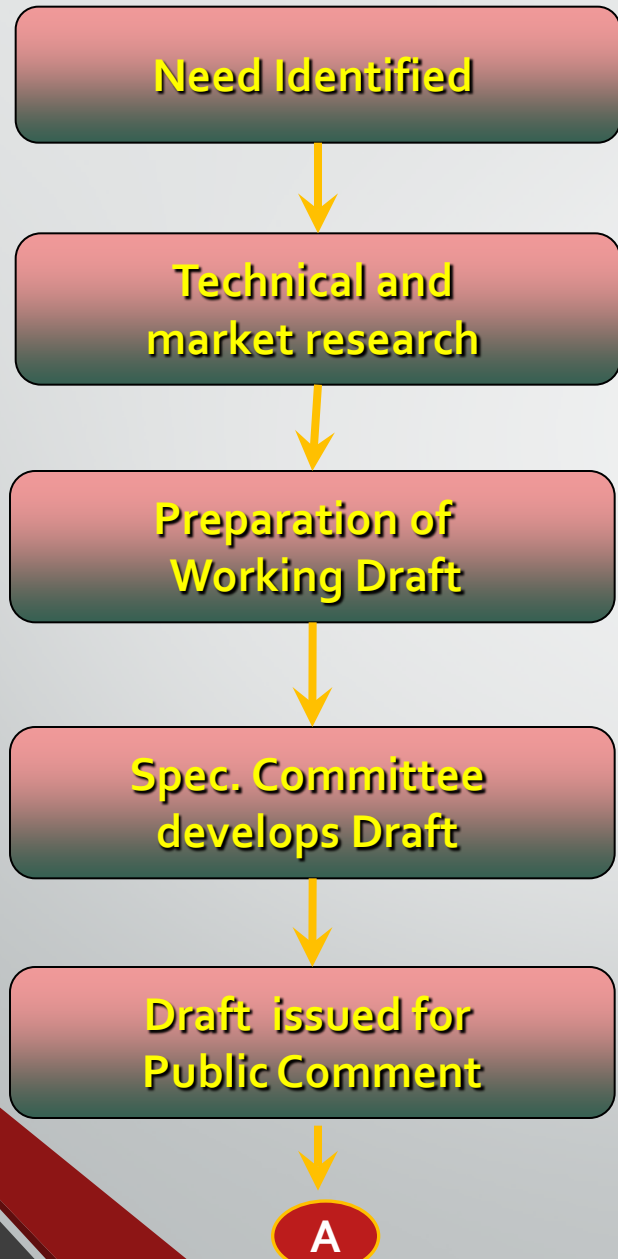 Need Identified
Technical and
market research
Preparation of
Working Draft
Spec. Committee
develops Draft
Draft issued for
Public Comment
A